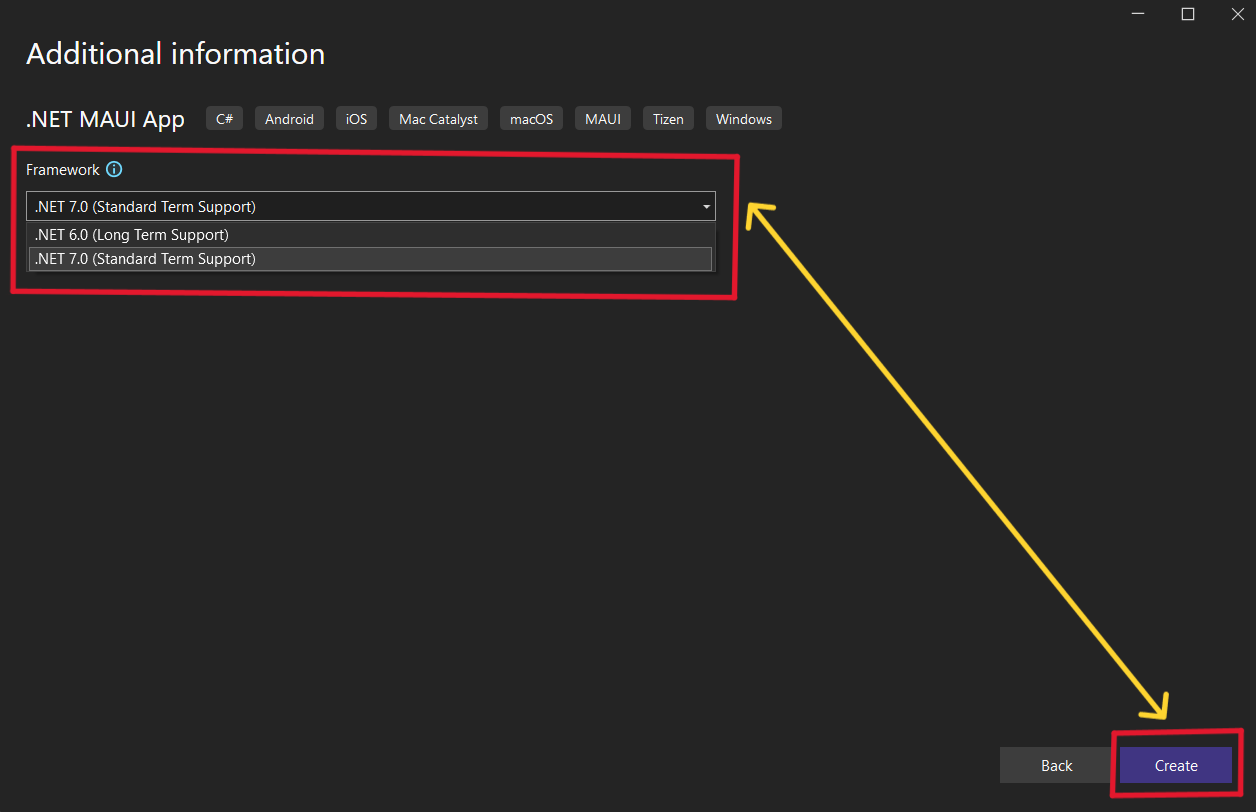 Additional information
.NET MAUI App C# Android iOS Mac Catalyst macOS MAUI Tizen Windows
Framework
.NET 7.0 (Standard Term Support)
.NET 6.0 (Long Term Support)
.NET 7.0 (Standard Term Support)
Back Create